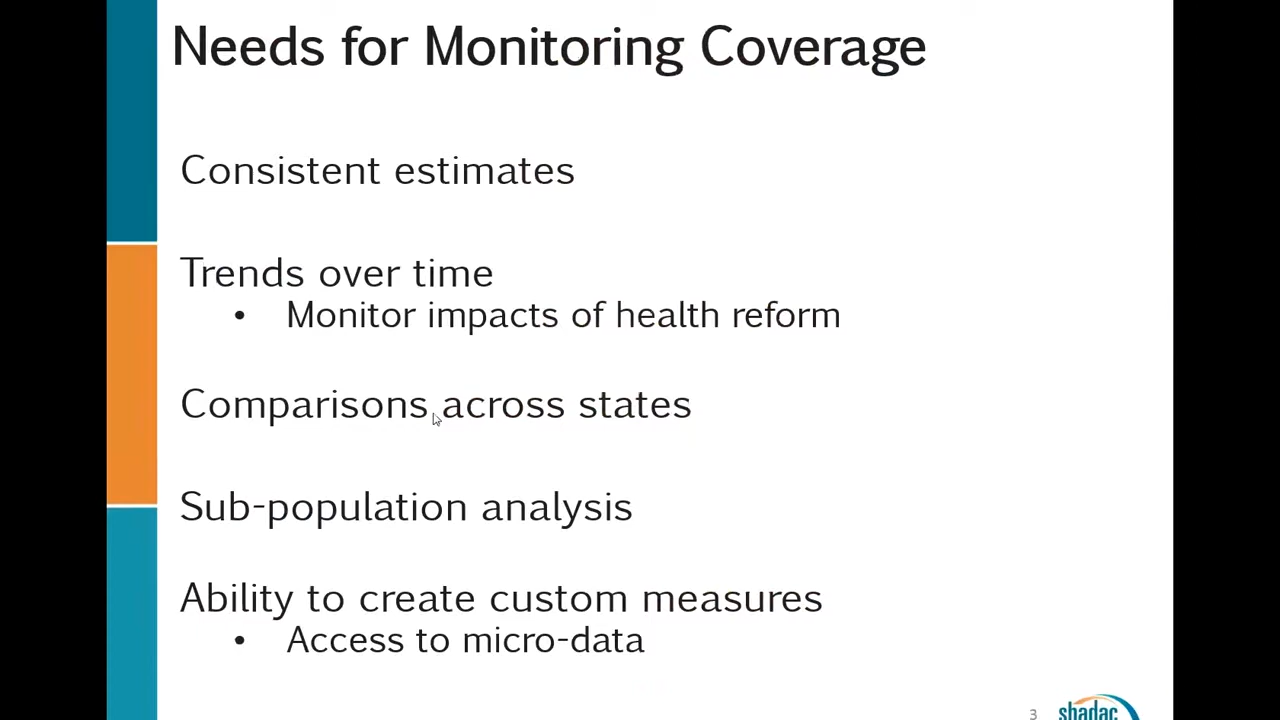 Needs for Monitoring Coverage
Consistent estimates
Trends over time
• Monitor impacts of health reform
Comparisons across states
Sub-population analysis
Ability to create custom measures
• Access to micro-data
3
shadac